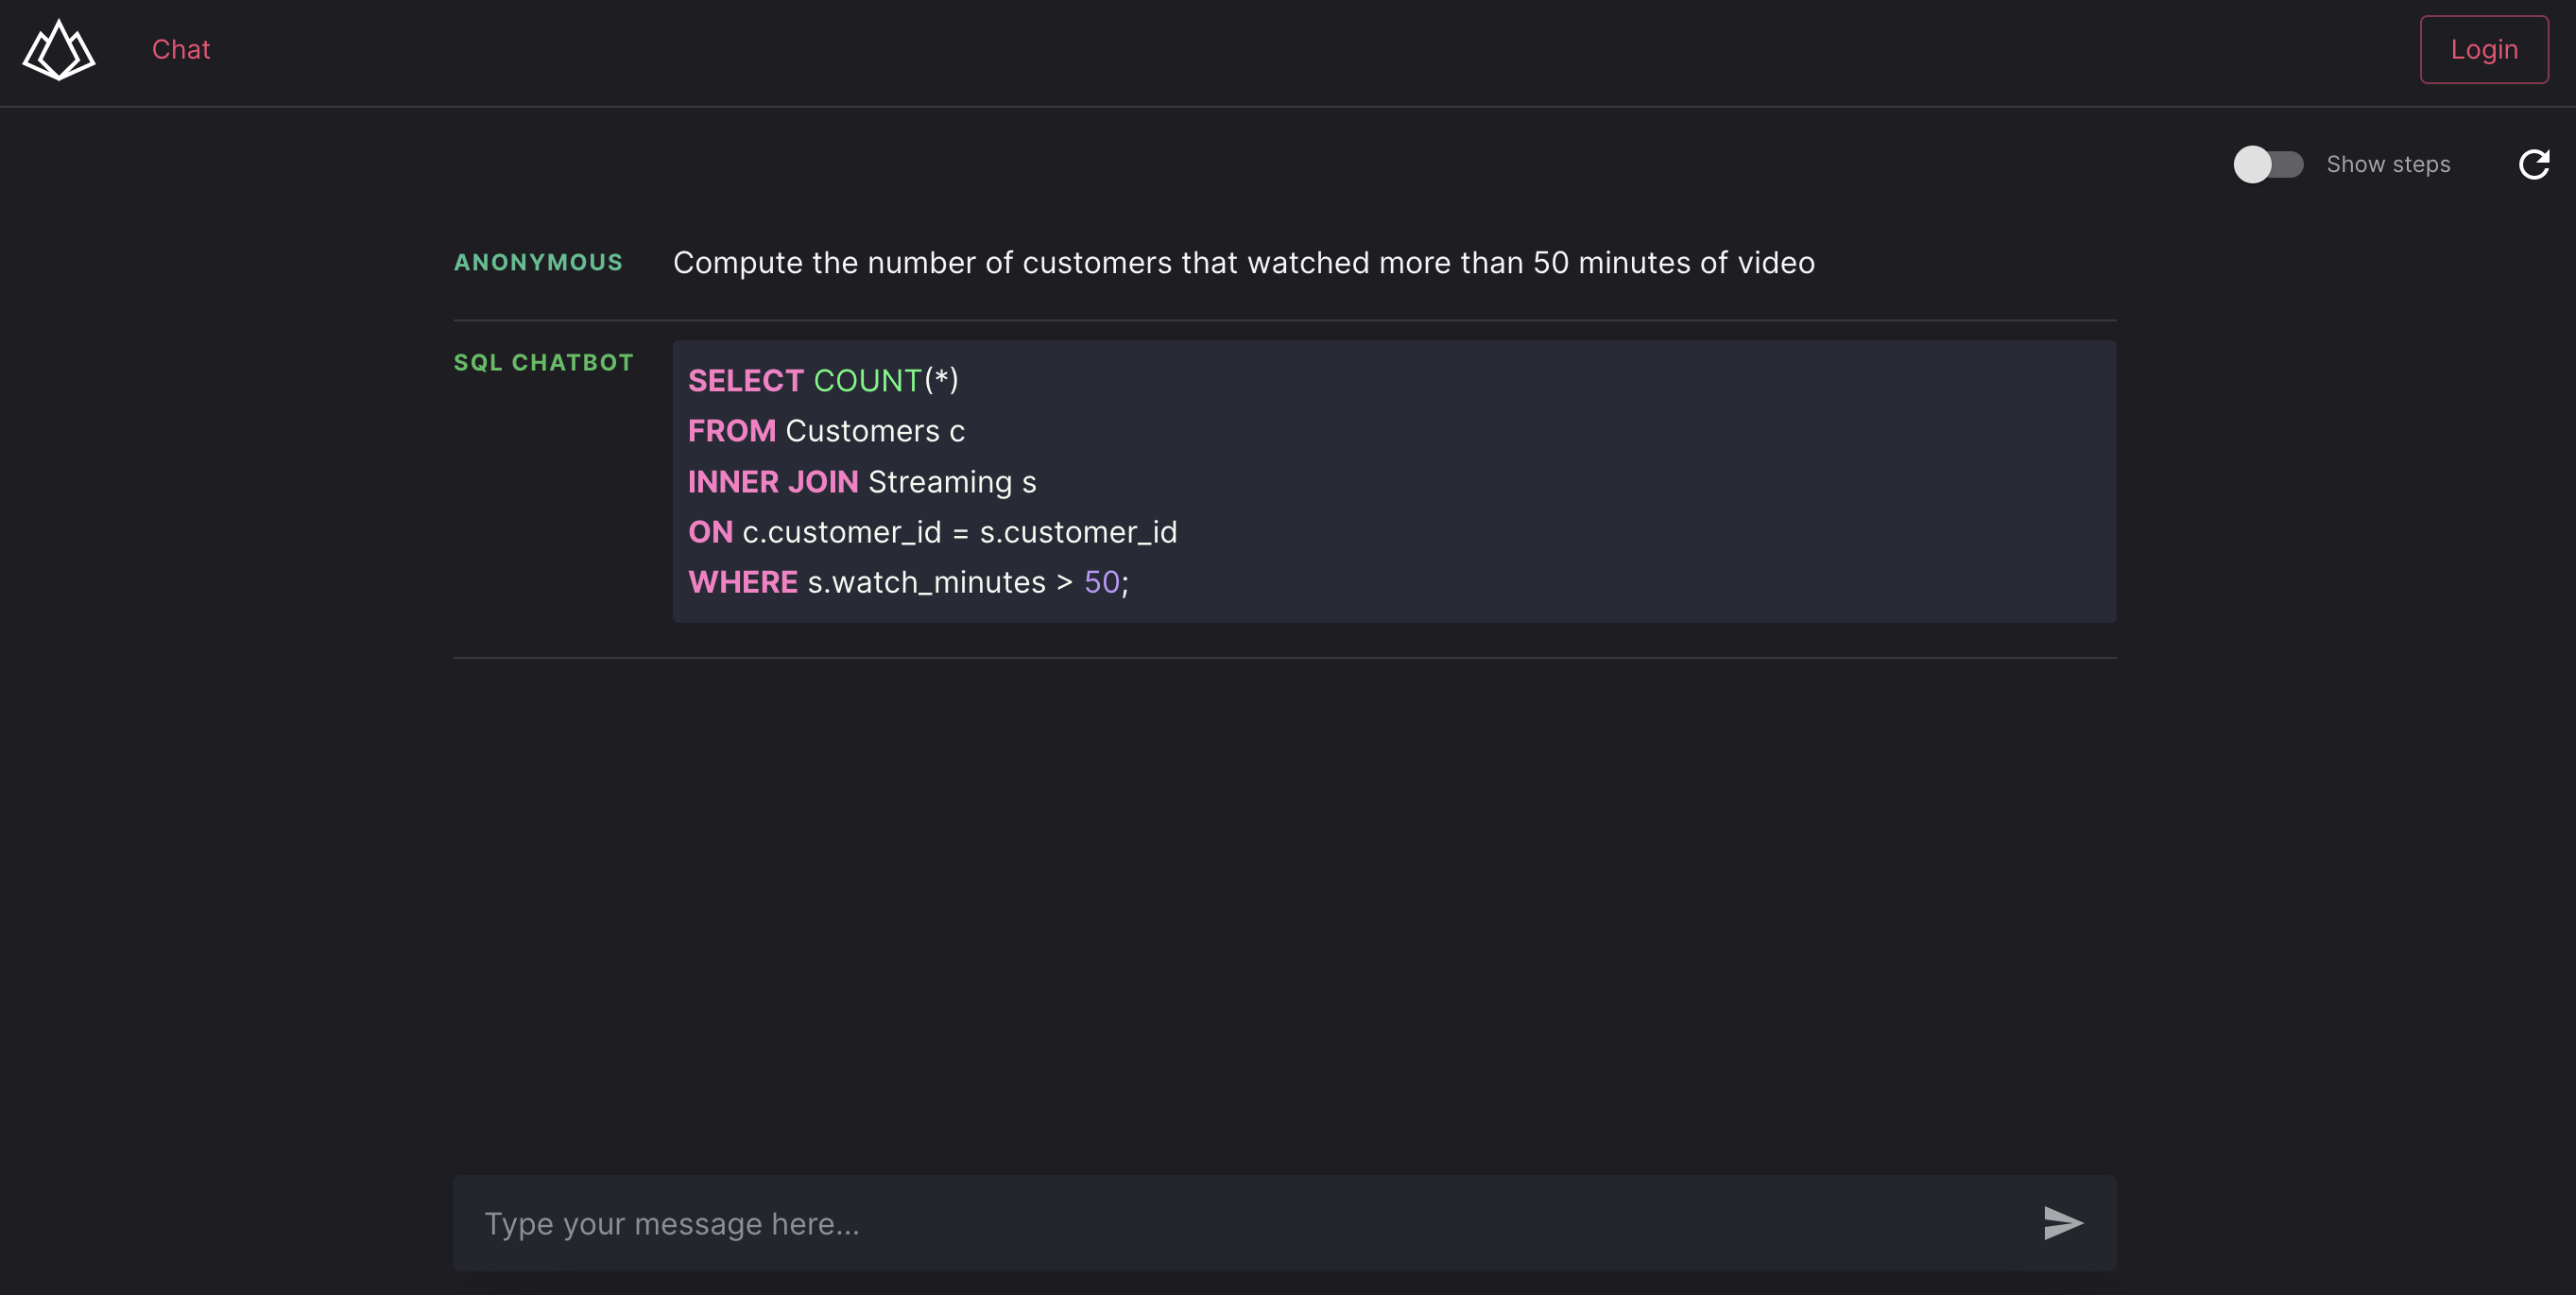 Chat
Login
Show steps
ANONYMOUS
Compute the number of customers that watched more than 50 minutes of video
SQL CHATBOT
SELECT COUNT(*)
FROM Customers c
INNER JOIN Streaming s
ON c.customer_id = s.customer_id
WHERE s.watch_minutes > 50;
Type your message here...